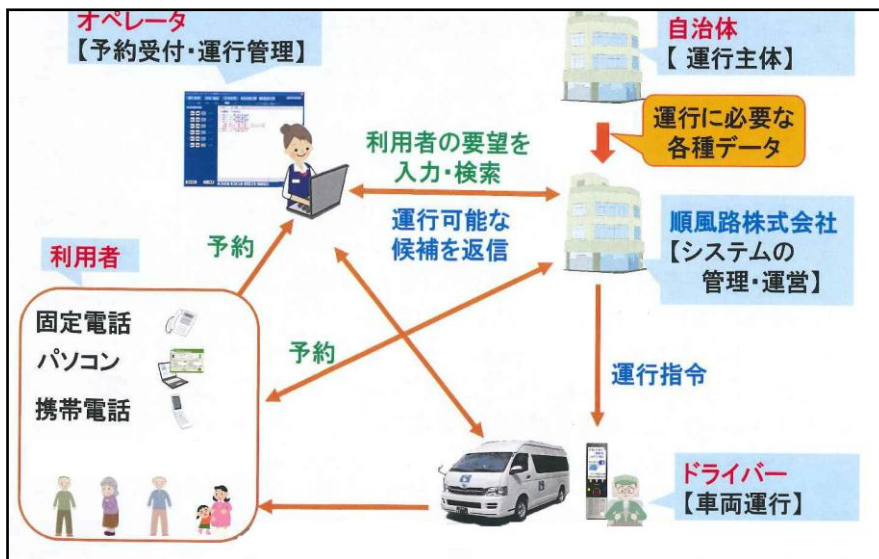 オペレータ
【予約受付・運行管理】
自治体
【 運行主体】
運行に必要な
各種データ
利用者の要望を
入力・検索
運行可能な
候補を返信
順風路株式会社
【システムの
管理・運営】
予約
利用者
固定電話
パソコン
携帯電話
予約
運行指令
ドライバー
【車両運行】